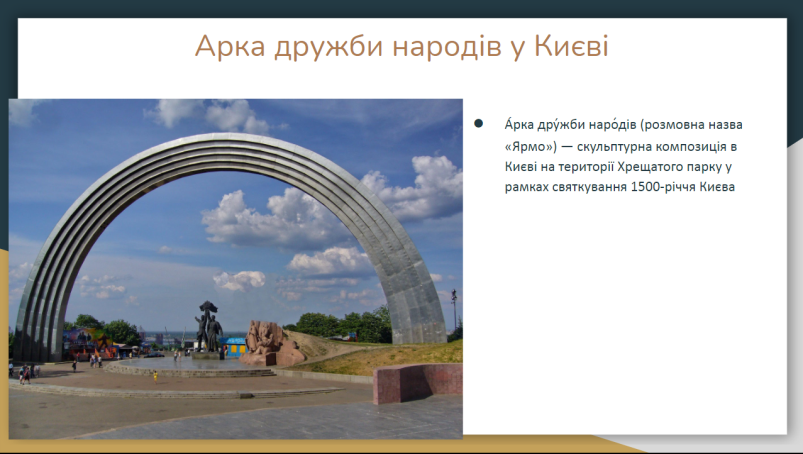 Арка дружби народів у Києві
● А́рка дру́жби наро́дів (розмовна назва
«Ярмо») — скульптурна композиція в
Києві на території Хрещатого парку у
рамках святкування 1500-річчя Києва